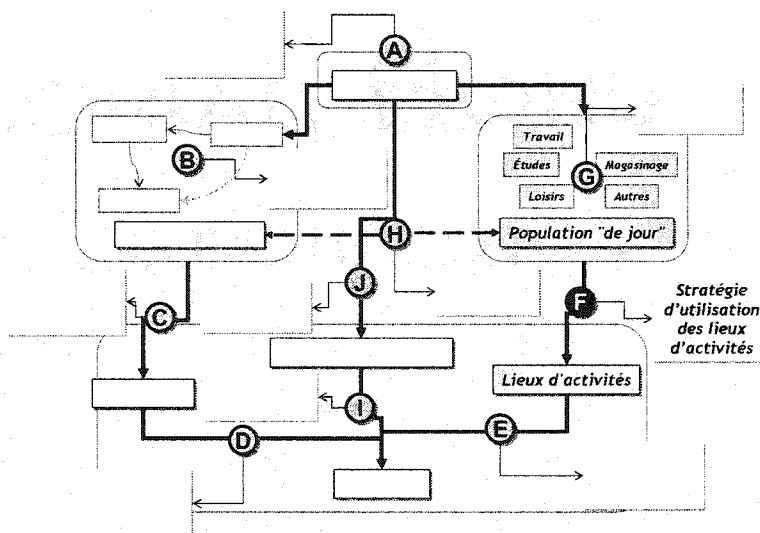 A
Travail
B
Études
G
Magasinage
Loisirs
Autres
H
Population "de jour"
J
C
F
Stratégie
d'utilisation
des lieux
d'activités
Lieux d'activités
I
D
E